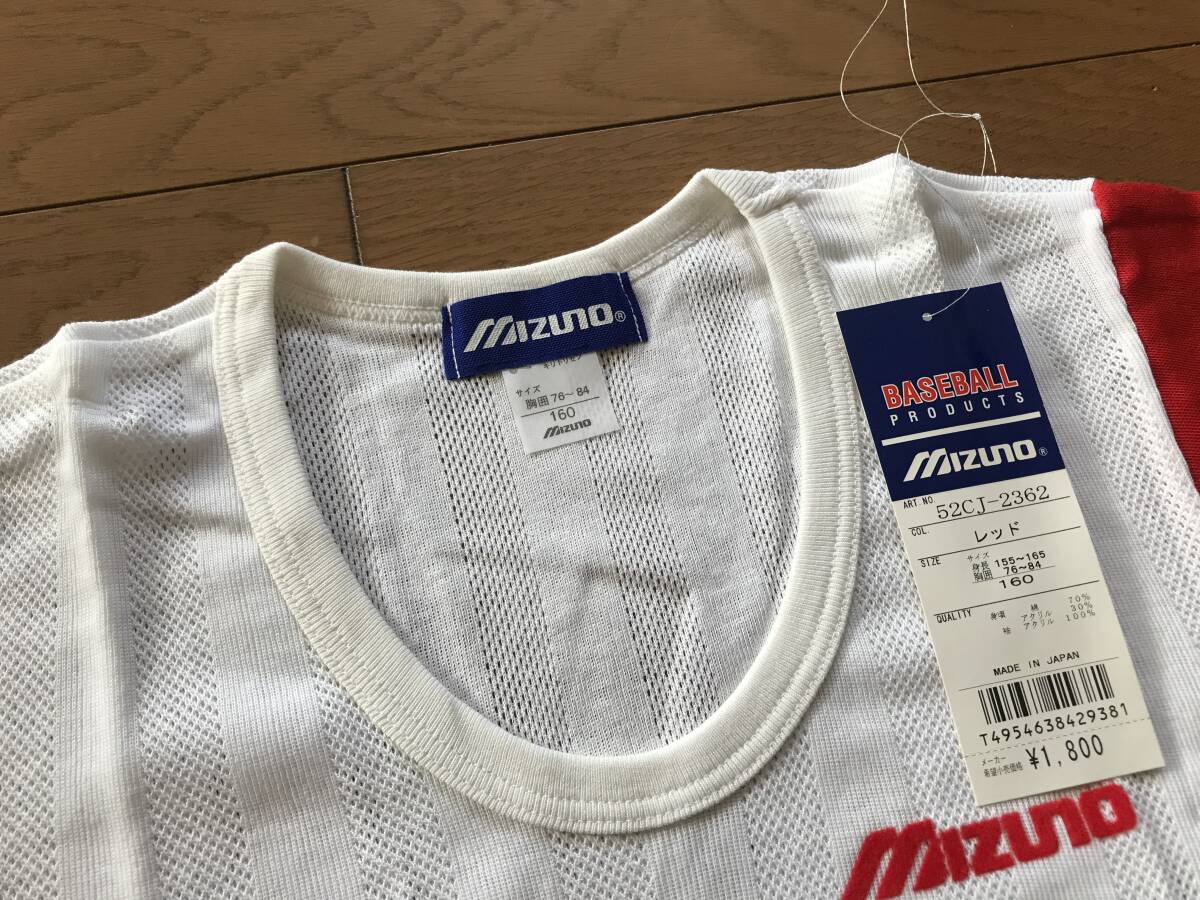 MIZUNO®
サイズ
胸囲 76～84
160
MIZUNO
BASEBALL
PRODUCTS
MIZUNO®
ART.NO. 52CJ-2362
COL. レッド
SIZE サイズ
身長 155～165
胸囲 76～84
160
QUALITY 身頃 綿 70%
アクリル 30%
袖 アクリル 100%
MADE IN JAPAN
T4954638429381
メーカー
希望小売価格 ¥1,800
MIZUNO